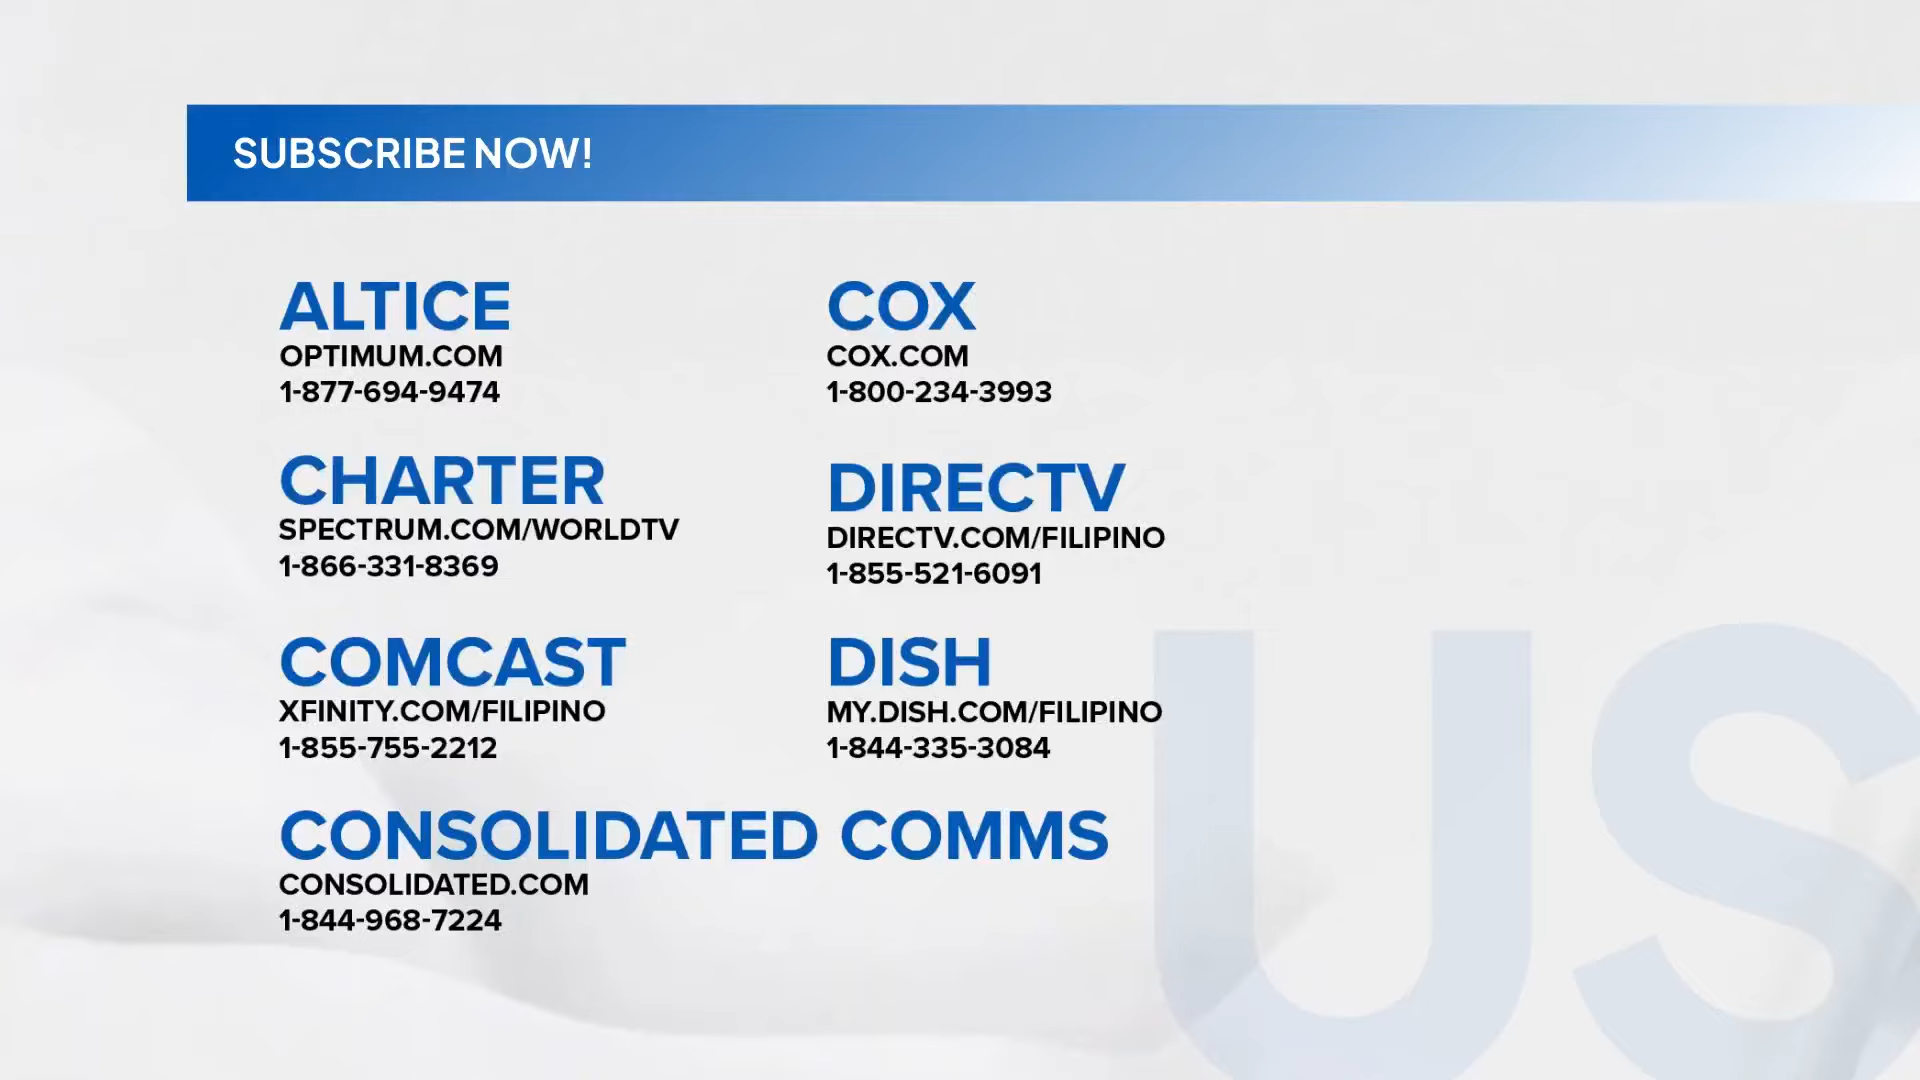 SUBSCRIBE NOW!
ALTICE
OPTIMUM.COM
1-877-694-9474
CHARTER
SPECTRUM.COM/WORLDTV
1-866-331-8369
COMCAST
XFINITY.COM/FILIPINO
1-855-755-2212
CONSOLIDATED COMMS
CONSOLIDATED.COM
1-844-968-7224
COX
COX.COM
1-800-234-3993
DIRECTV
DIRECTV.COM/FILIPINO
1-855-521-6091
DISH
MY.DISH.COM/FILIPINO
1-844-335-3084
US